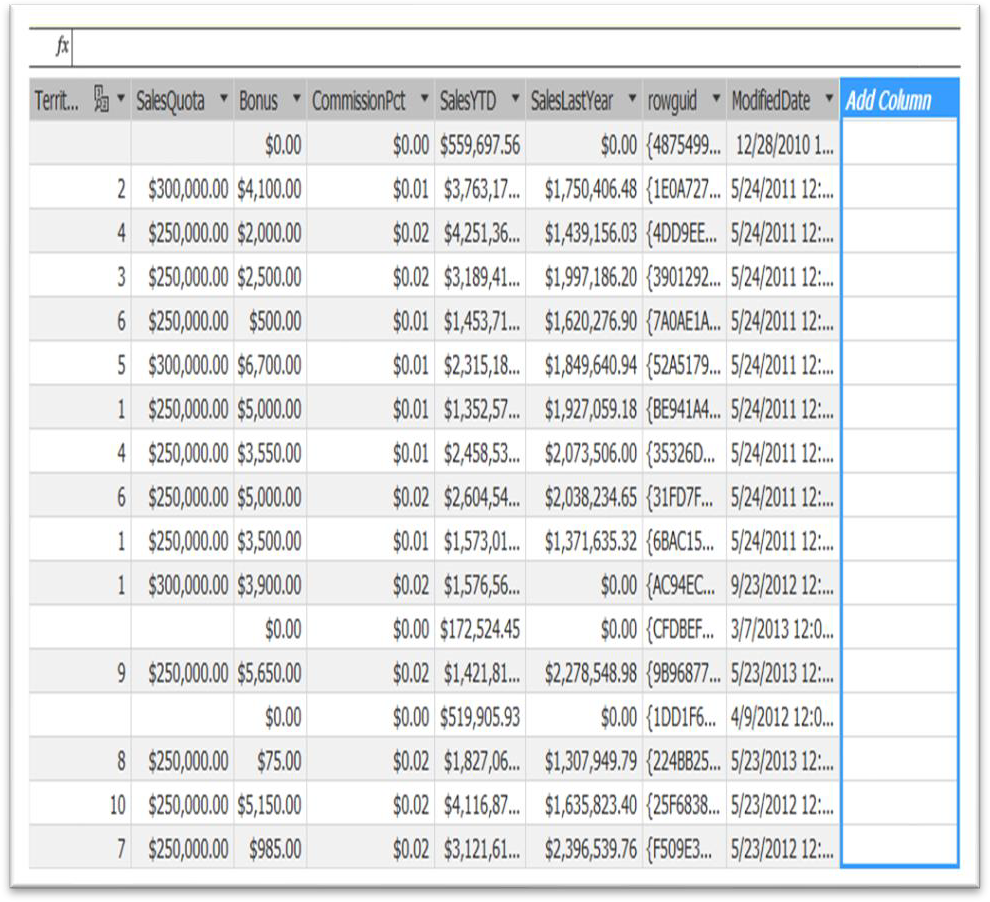 fx
Territ... SalesQuota Bonus CommissionPct SalesYTD SalesLastYear rowguid ModifiedDate Add Column
$0.00 $0.00 $559,697.56 $0.00 {4875499... 12/28/2010 1...
2 $300,000.00 $4,100.00 $0.01 $3,763,17... $1,750,406.48 {1E0A727... 5/24/2011 12:...
4 $250,000.00 $2,000.00 $0.02 $4,251,36... $1,439,156.03 {4DD9EE... 5/24/2011 12:...
3 $250,000.00 $2,500.00 $0.02 $3,189,41... $1,997,186.20 {3901292... 5/24/2011 12:...
6 $250,000.00 $500.00 $0.01 $1,453,71... $1,620,276.90 {7A0AE1A... 5/24/2011 12:...
5 $300,000.00 $6,700.00 $0.01 $2,315,18... $1,849,640.94 {52A5179... 5/24/2011 12:...
1 $250,000.00 $5,000.00 $0.01 $1,352,57... $1,927,059.18 {BE941A4... 5/24/2011 12:...
4 $250,000.00 $3,550.00 $0.01 $2,458,53... $2,073,506.00 {35326D... 5/24/2011 12:...
6 $250,000.00 $5,000.00 $0.02 $2,604,54... $2,038,234.65 {31FD7F... 5/24/2011 12:...
1 $250,000.00 $3,500.00 $0.01 $1,573,01... $1,371,635.32 {6BAC15... 5/24/2011 12:...
1 $300,000.00 $3,900.00 $0.02 $1,576,56... $0.00 {AC94EC... 9/23/2012 12:...
$0.00 $0.00 $172,524.45 $0.00 {CFDBEF... 3/7/2013 12:0...
9 $250,000.00 $5,650.00 $0.02 $1,421,81... $2,278,548.98 {9B96877... 5/23/2013 12:...
$0.00 $0.00 $519,905.93 $0.00 {1DD1F6... 4/9/2012 12:0...
8 $250,000.00 $75.00 $0.02 $1,827,06... $1,307,949.79 {224BB25... 5/23/2013 12:...
10 $250,000.00 $5,150.00 $0.02 $4,116,87... $1,635,823.40 {25F6838... 5/23/2012 12:...
7 $250,000.00 $985.00 $0.02 $3,121,61... $2,396,539.76 {F509E3... 5/23/2012 12:...